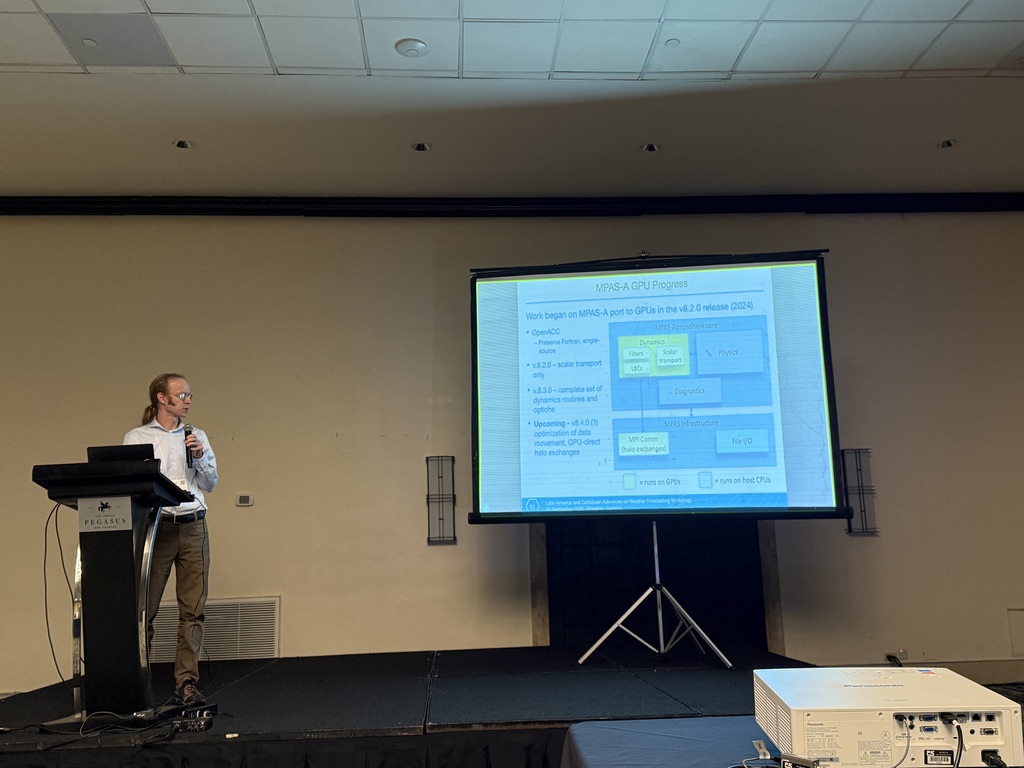 MPAS-A GPU Progress
Work began on MPAS-A port to GPUs in the v8.2.0 release (2024)
• OpenACC
– Preserve Fortran, single-
source
• v.8.2.0 – scalar transport
only
• v.8.3.0 – complete set of
dynamics routines and
options
• Upcoming – v8.4.0 (?)
optimization of data
movement, GPU-direct
halo exchanges
MPAS-Atmosphere core
Dynamics
Filters
LBCs
Scalar
transport
Physics
Diagnostics
MPAS Infrastructure
MPI Comm
(halo exchanges)
File I/O
= runs on GPUs
= runs on host CPUs
Latin America and Caribbean Advances on Weather Forecasting Workshop
PEGASUS
Panasonic